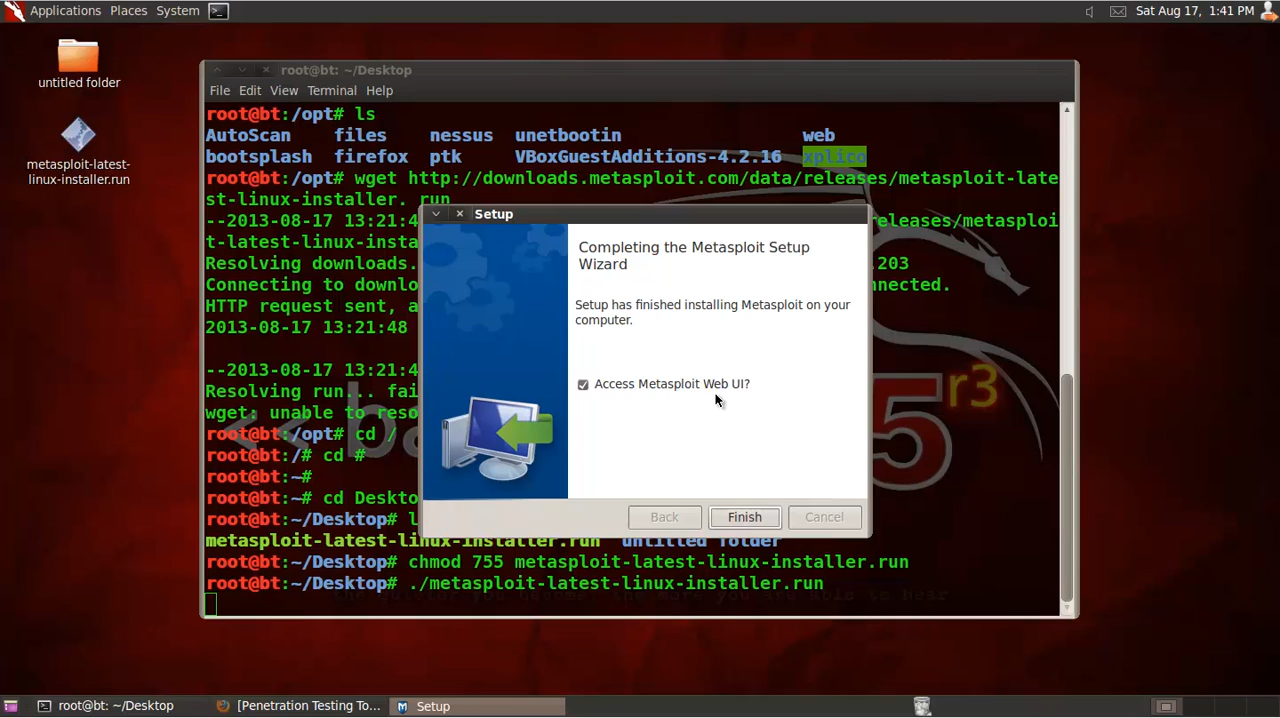 Applications Places System
Sat Aug 17, 1:41 PM
untitled folder
metasploit-latest-
linux-installer.run
root@bt: ~/Desktop
File Edit View Terminal Help
root@bt:/opt# ls
AutoScan files nessus unetbootin web
bootsplash firefox ptk VBoxGuestAdditions-4.2.16 xplico
root@bt:/opt# wget http://downloads.metasploit.com/data/releases/metasploit-late
st-linux-installer. run
--2013-08-17 13:21:4 releases/metasploi
t-latest-linux-insta
Resolving downloads. .203
Connecting to downlo nnected.
HTTP request sent, a
2013-08-17 13:21:48
--2013-08-17 13:21:4
Resolving run... fai
wget: unable to reso
root@bt:/opt# cd /
root@bt:/# cd #
root@bt:~#
root@bt:~# cd Deskto
root@bt:~/Desktop# l
metasploit-latest-linux-installer.run untitled folder
root@bt:~/Desktop# chmod 755 metasploit-latest-linux-installer.run
root@bt:~/Desktop# ./metasploit-latest-linux-installer.run
<< ba
5 r3
Setup
Completing the Metasploit Setup
Wizard
Setup has finished installing Metasploit on your
computer.
Access Metasploit Web UI?
Back Finish Cancel
root@bt: ~/Desktop
[Penetration Testing To...
Setup